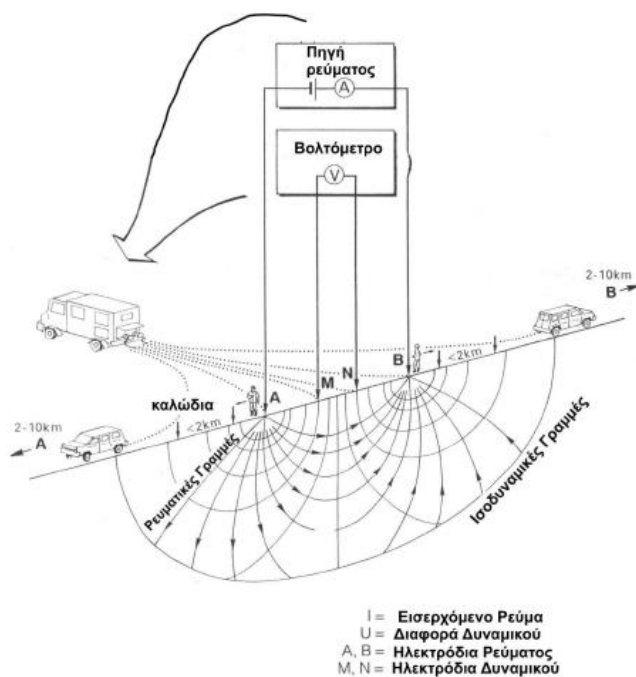 Πηγή
ρεύματος
A
Βολτόμετρο
V
2-10km
B
B
<2km
N
M
A
καλώδια
<2km
2-10km
A
Ρευματικές Γραμμές
Ισοδυναμικές Γραμμές
I = Εισερχόμενο Ρεύμα
U = Διαφορά Δυναμικού
A, B = Ηλεκτρόδια Ρεύματος
M, N = Ηλεκτρόδια Δυναμικού